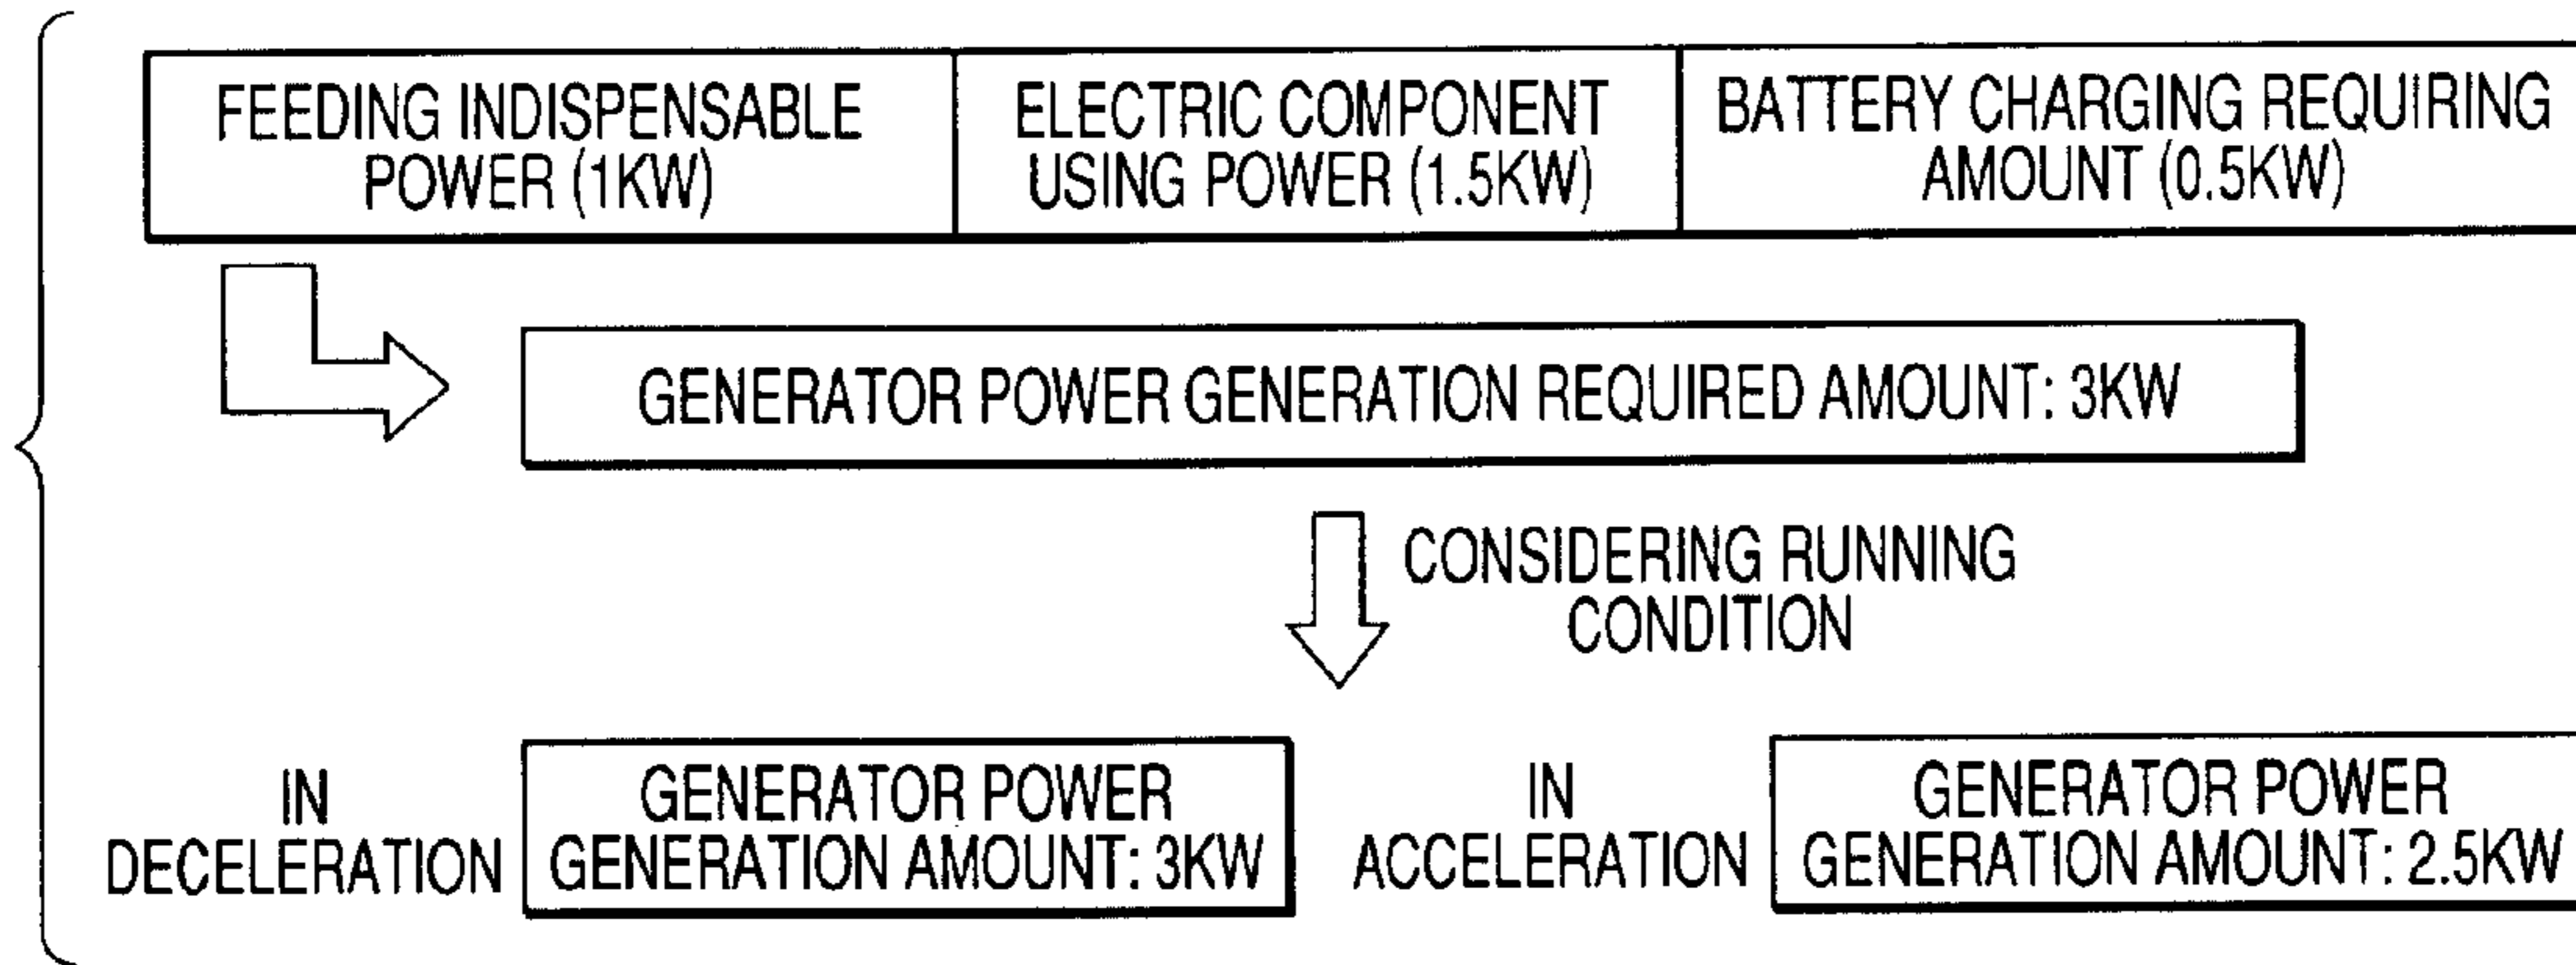 FEEDING INDISPENSABLE
POWER (1KW)
ELECTRIC COMPONENT
USING POWER (1.5KW)
BATTERY CHARGING REQUIRING
AMOUNT (0.5KW)
GENERATOR POWER GENERATION REQUIRED AMOUNT: 3KW
CONSIDERING RUNNING
CONDITION
IN
DECELERATION
GENERATOR POWER
GENERATION AMOUNT: 3KW
IN
ACCELERATION
GENERATOR POWER
GENERATION AMOUNT: 2.5KW